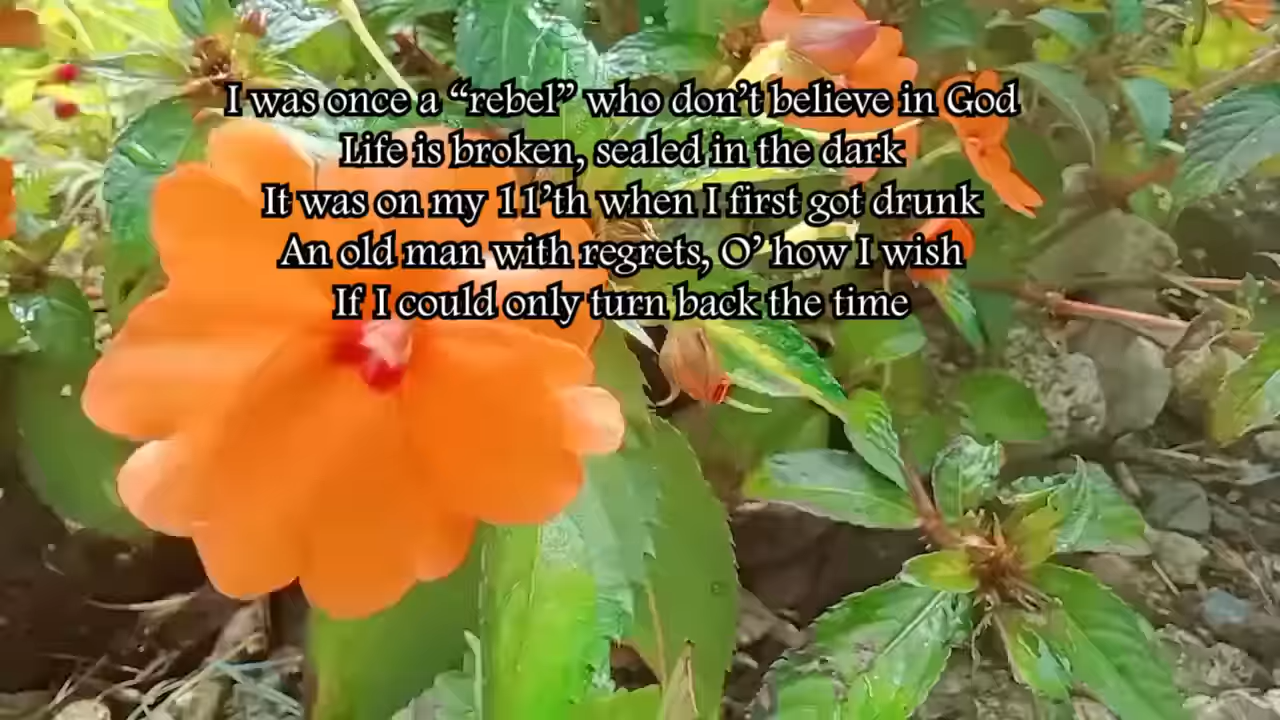 I was once a “rebel” who don’t believe in God
Life is broken, sealed in the dark
It was on my 11’th when I first got drunk
An old man with regrets, O’ how I wish
If I could only turn back the time